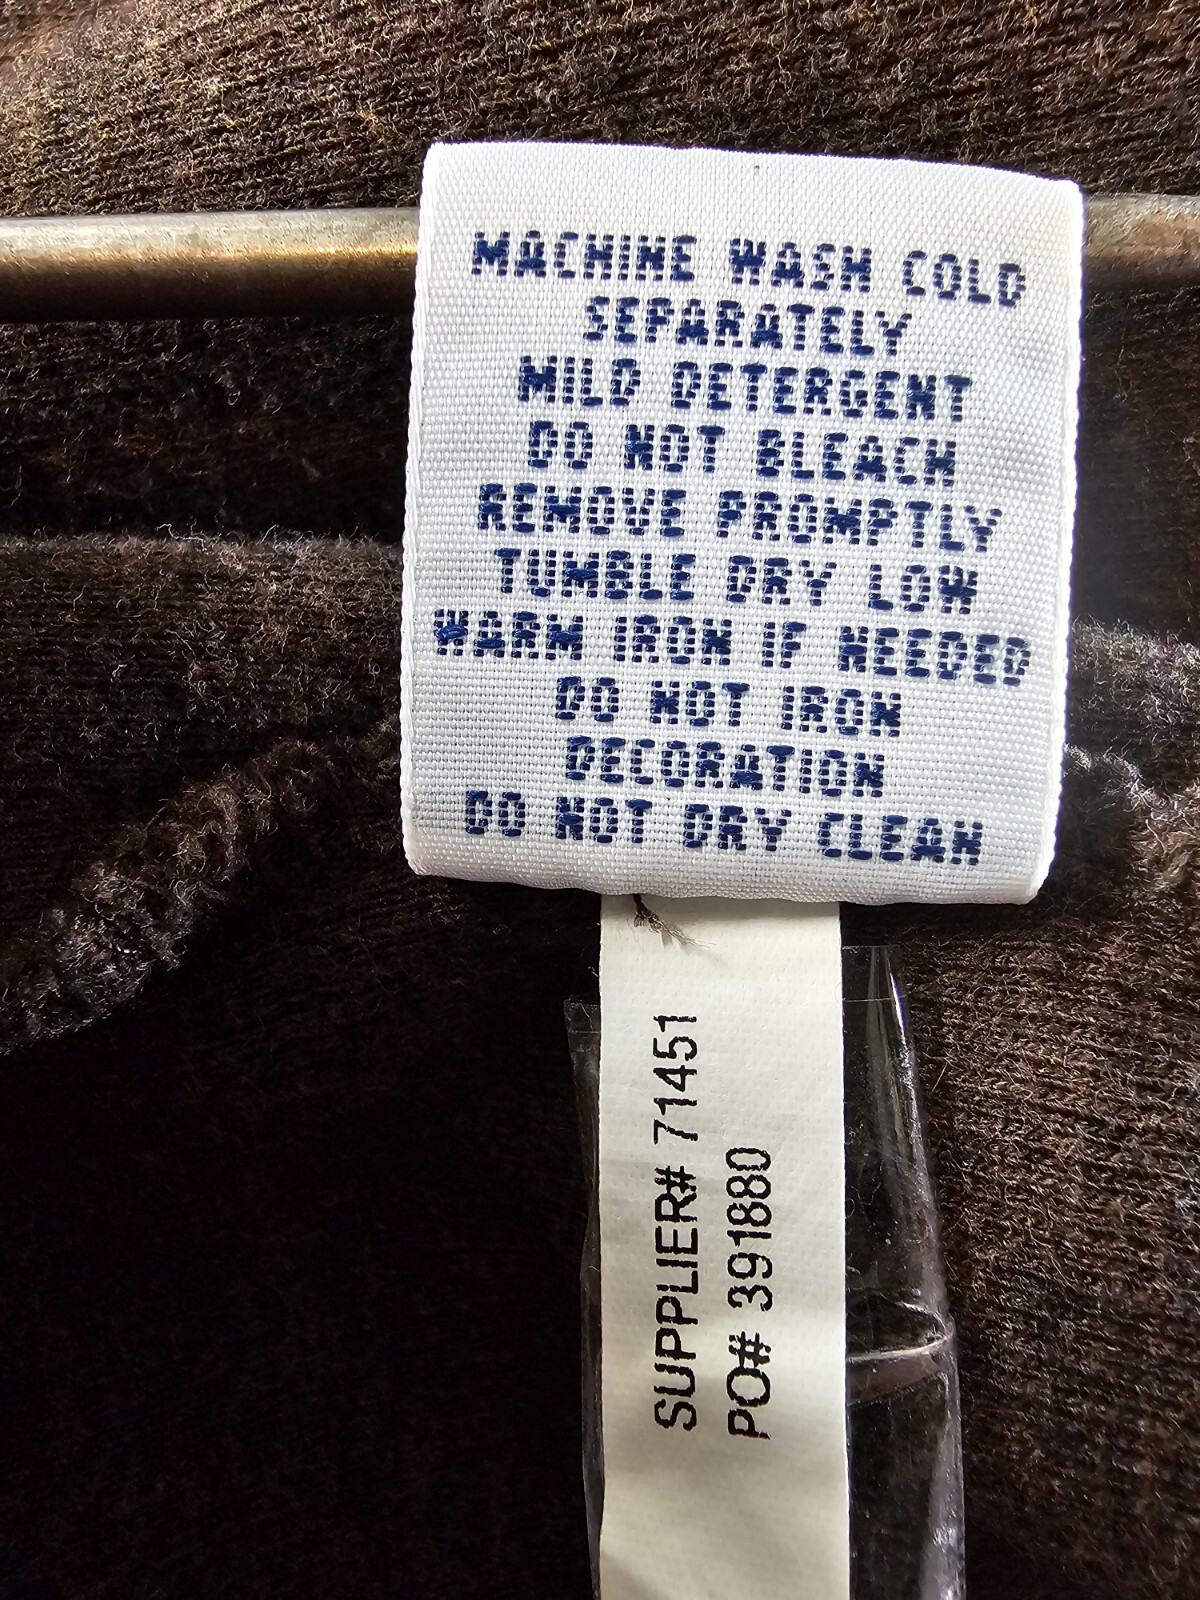 MACHINE WASH COLD
SEPARATELY
MILD DETERGENT
DO NOT BLEACH
REMOVE PROMPTLY
TUMBLE DRY LOW
WARM IRON IF NEEDED
DO NOT IRON
DECORATION
DO NOT DRY CLEAN
SUPPLIER# 71451
PO# 391880